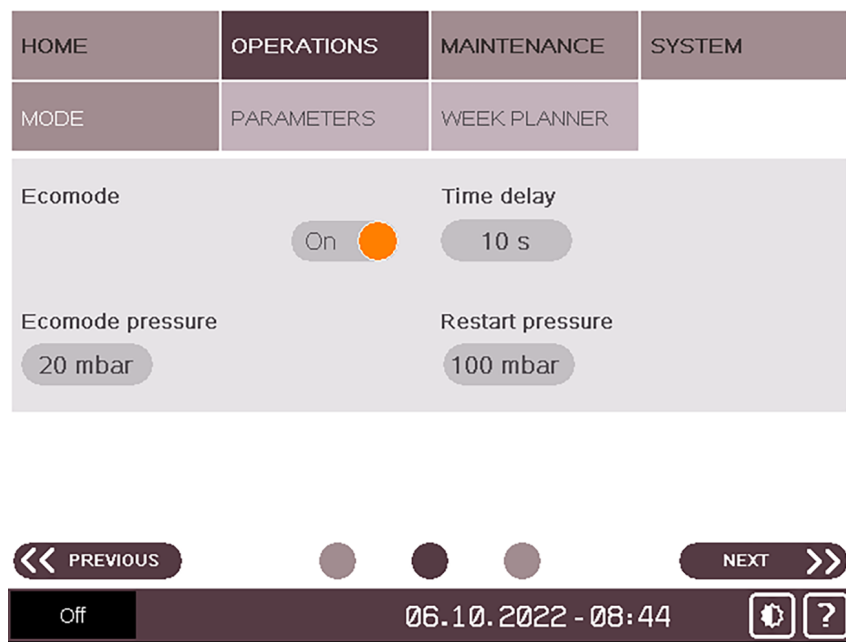 HOME OPERATIONS MAINTENANCE SYSTEM
MODE PARAMETERS WEEK PLANNER
Ecomode Time delay
On 10 s
Ecomode pressure Restart pressure
20 mbar 100 mbar
PREVIOUS NEXT
Off 06.10.2022 - 08:44 ?